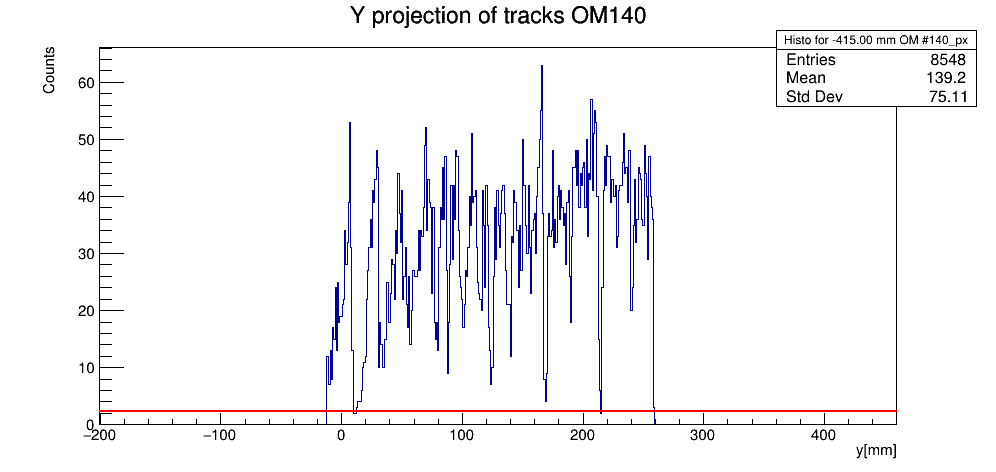 Y projection of tracks OM140
Histo for -415.00 mm OM #140_px
Entries 8548
Mean 139.2
Std Dev 75.11
Counts
60
50
40
30
20
10
0
−200 −100 0 100 200 300 400
y[mm]